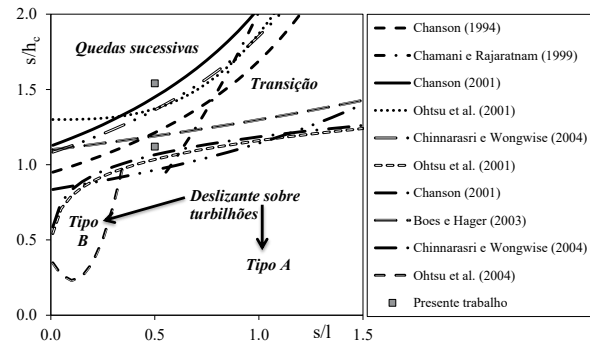 s/h_c
2.0
1.5
1.0
0.5
0.0
0.0 0.5 1.0 1.5
s/l
Quedas sucessivas
Transição
Deslizante sobre
turbilhões
Tipo
B
Tipo A
Chanson (1994)
Chamani e Rajaratnam (1999)
Chanson (2001)
Ohtsu et al. (2001)
Chinnarasri e Wongwise (2004)
Ohtsu et al. (2001)
Chanson (2001)
Boes e Hager (2003)
Chinnarasri e Wongwise (2004)
Ohtsu et al. (2004)
Presente trabalho